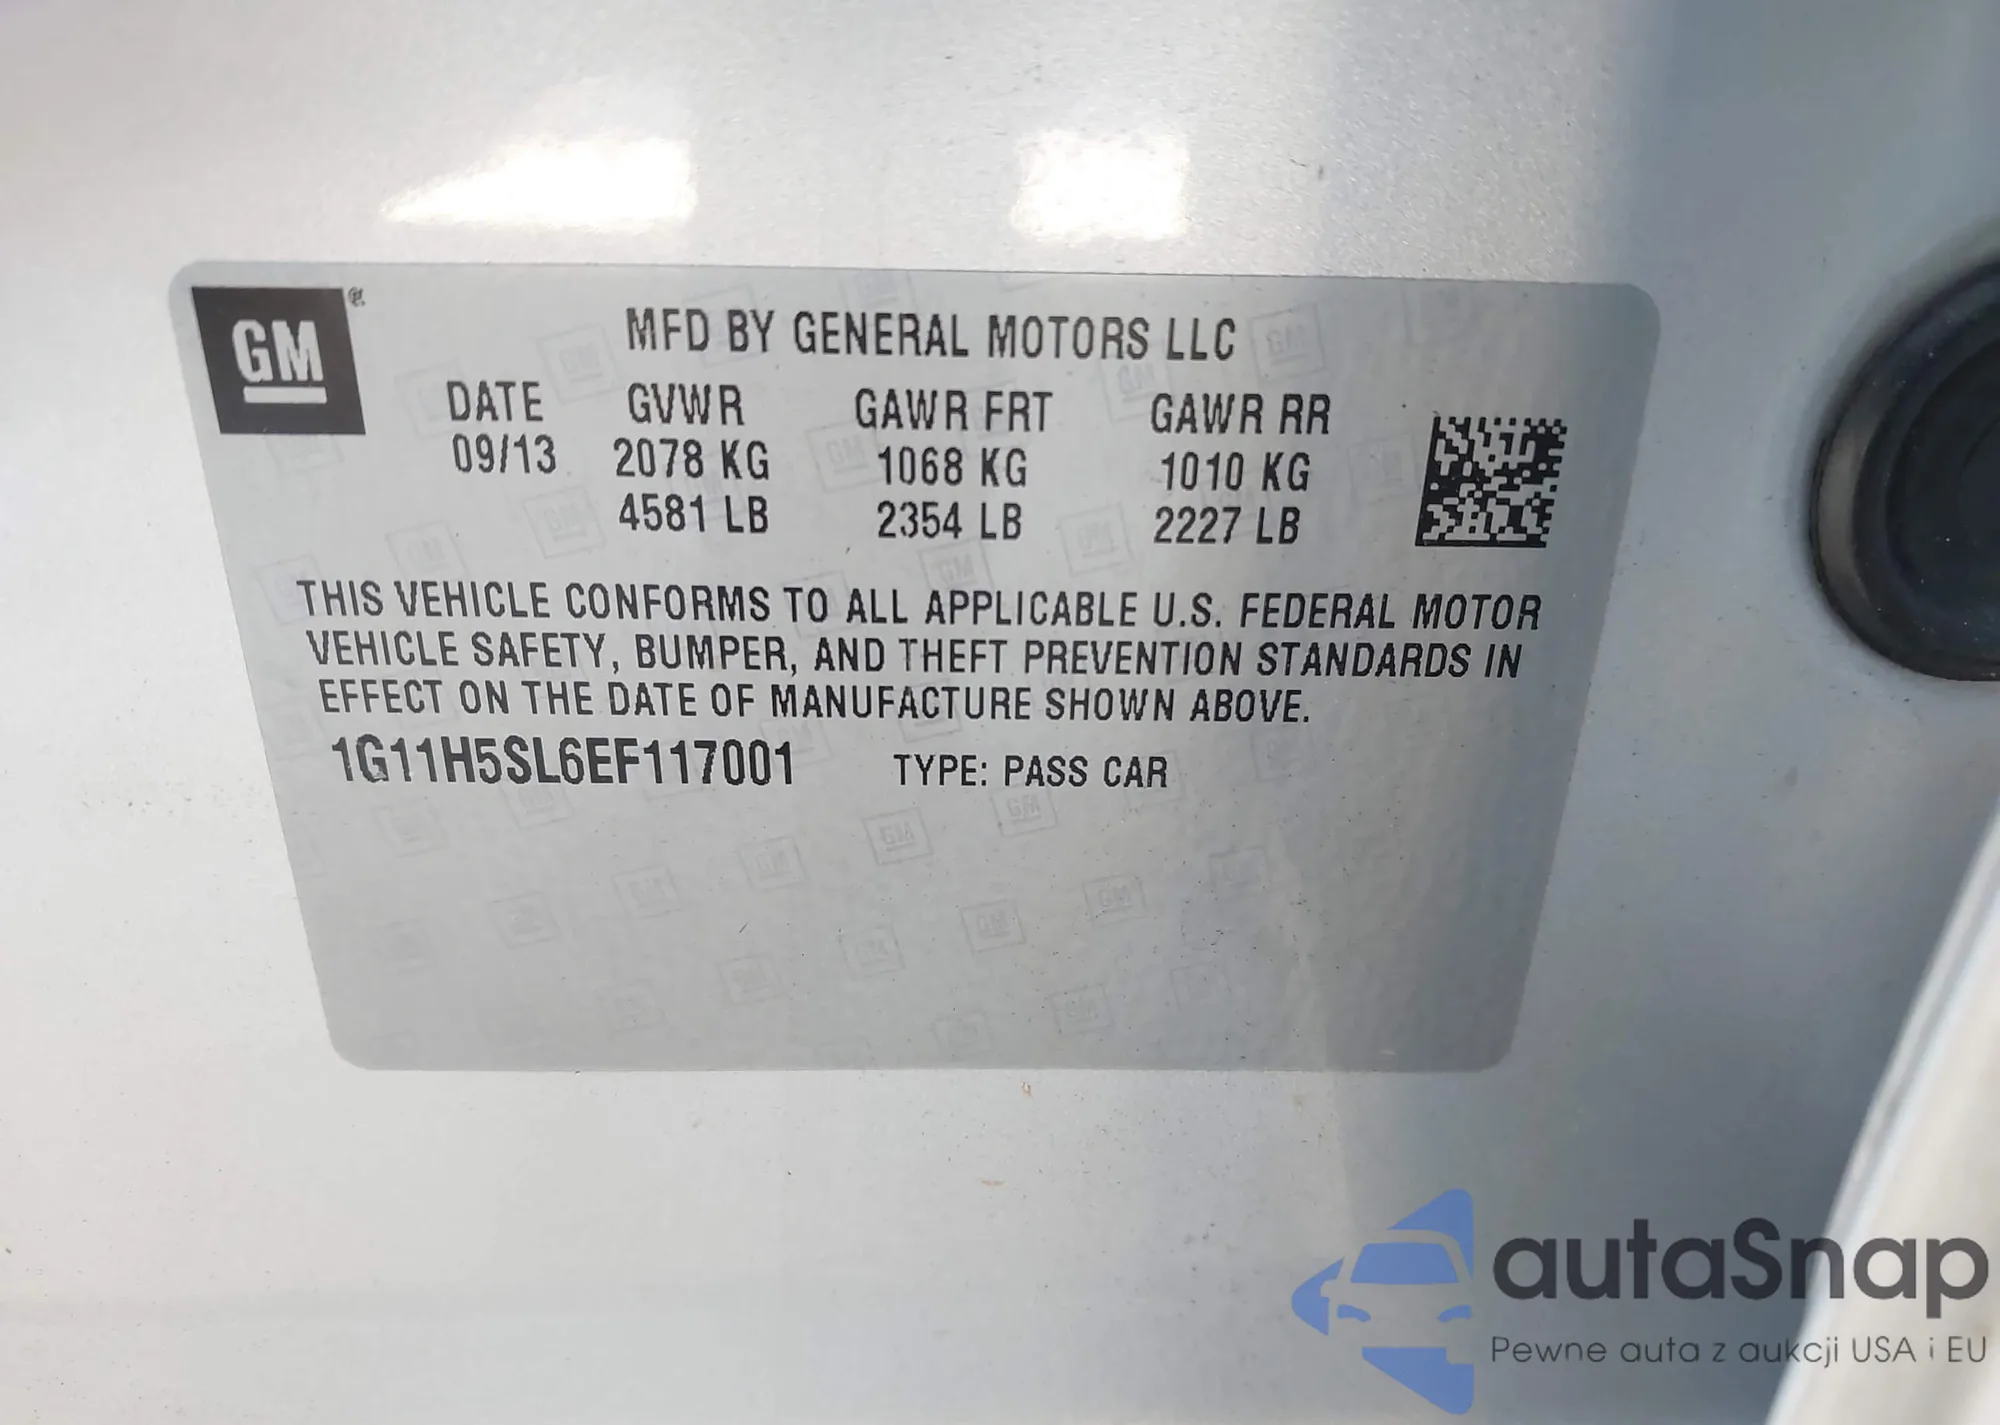 GM
MFD BY GENERAL MOTORS LLC
DATE GVWR GAWR FRT GAWR RR
09/13 2078 KG 1068 KG 1010 KG
4581 LB 2354 LB 2227 LB
THIS VEHICLE CONFORMS TO ALL APPLICABLE U.S. FEDERAL MOTOR
VEHICLE SAFETY, BUMPER, AND THEFT PREVENTION STANDARDS IN
EFFECT ON THE DATE OF MANUFACTURE SHOWN ABOVE.
1G11H5SL6EF117001 TYPE: PASS CAR
autaSnap
Pewne auta z aukcji USA i EU